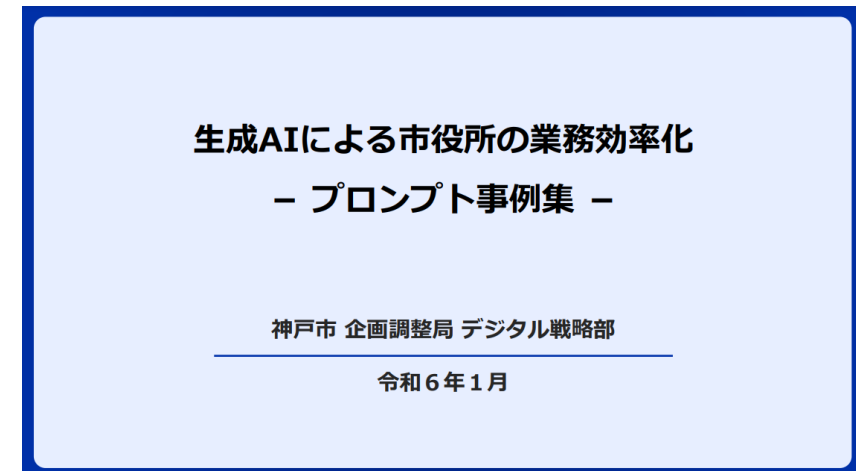 生成AIによる市役所の業務効率化
− プロンプト事例集 −
神戸市 企画調整局 デジタル戦略部
令和６年１月